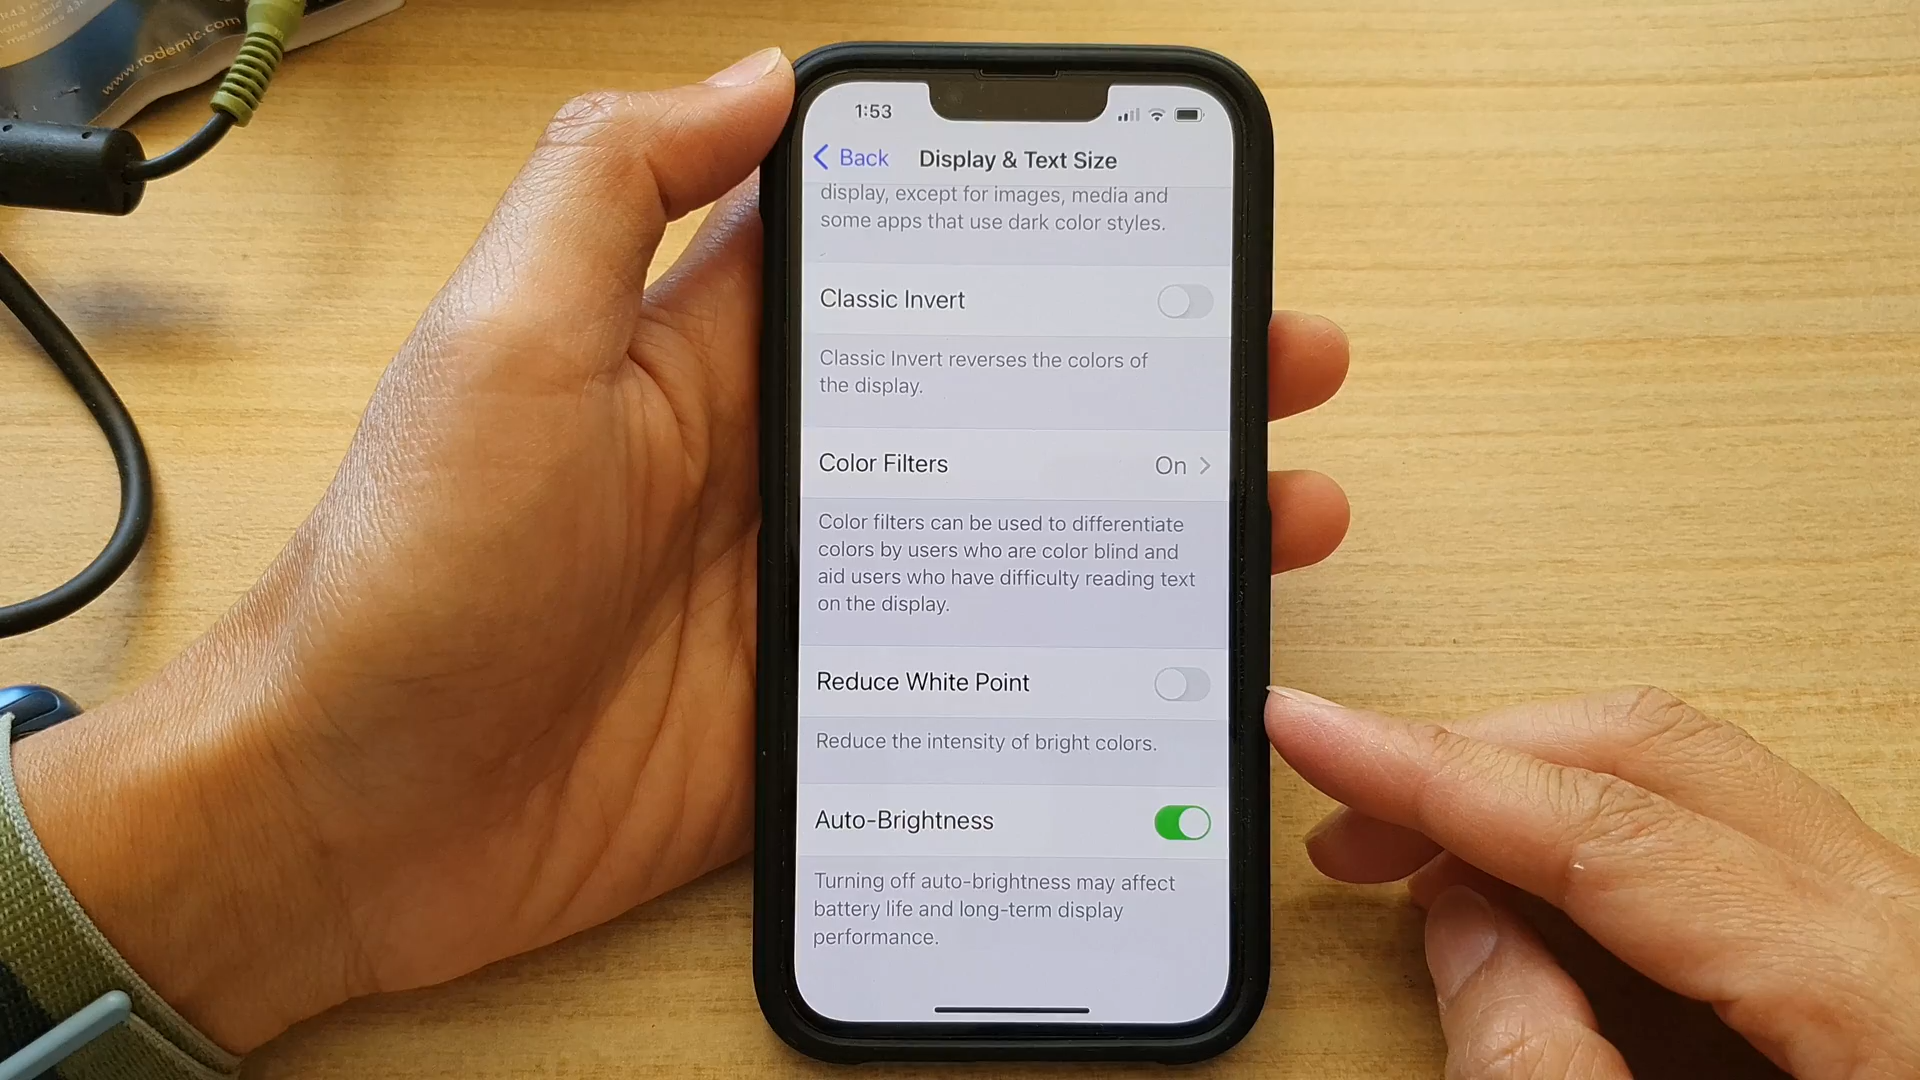 www.rodemic.com
1:53
Back
Display & Text Size
display, except for images, media and
some apps that use dark color styles.
Classic Invert
Classic Invert reverses the colors of
the display.
Color Filters
On
Color filters can be used to differentiate
colors by users who are color blind and
aid users who have difficulty reading text
on the display.
Reduce White Point
Reduce the intensity of bright colors.
Auto-Brightness
Turning off auto-brightness may affect
battery life and long-term display
performance.